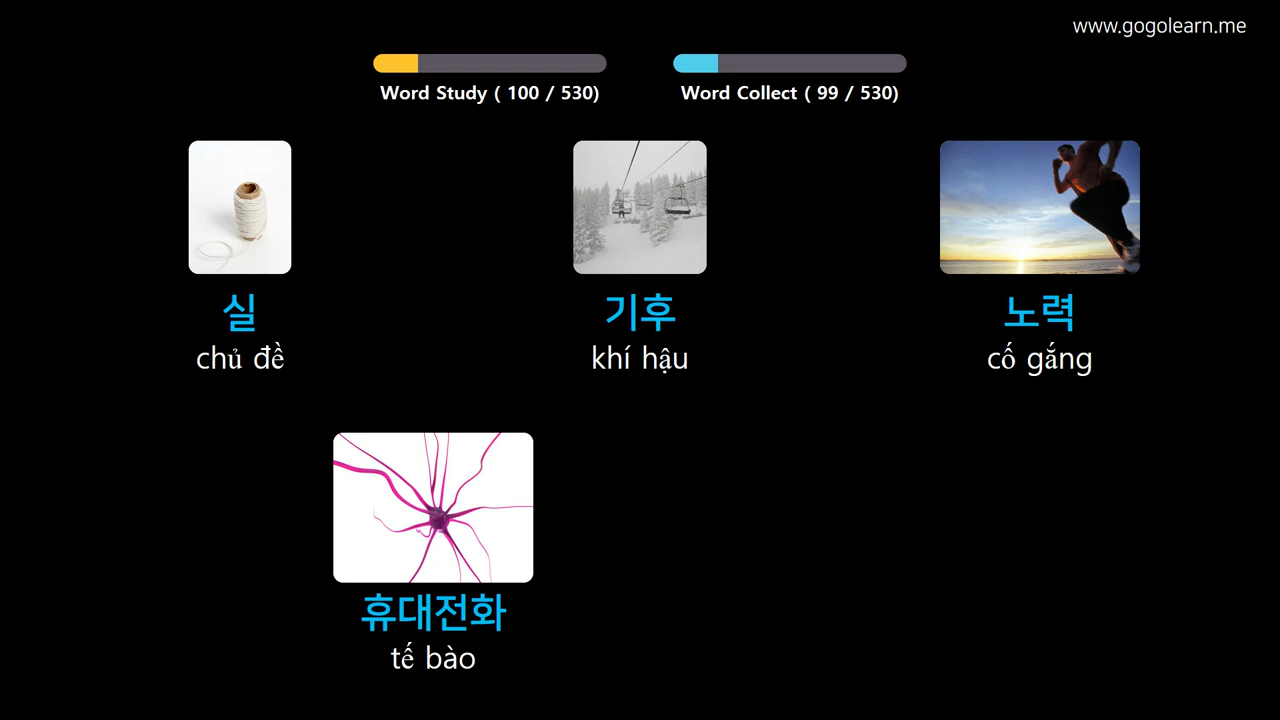 www.gogolearn.me
Word Study ( 100 / 530)
Word Collect ( 99 / 530)
실
chủ đề
기후
khí hậu
노력
cố gắng
휴대전화
tế bào